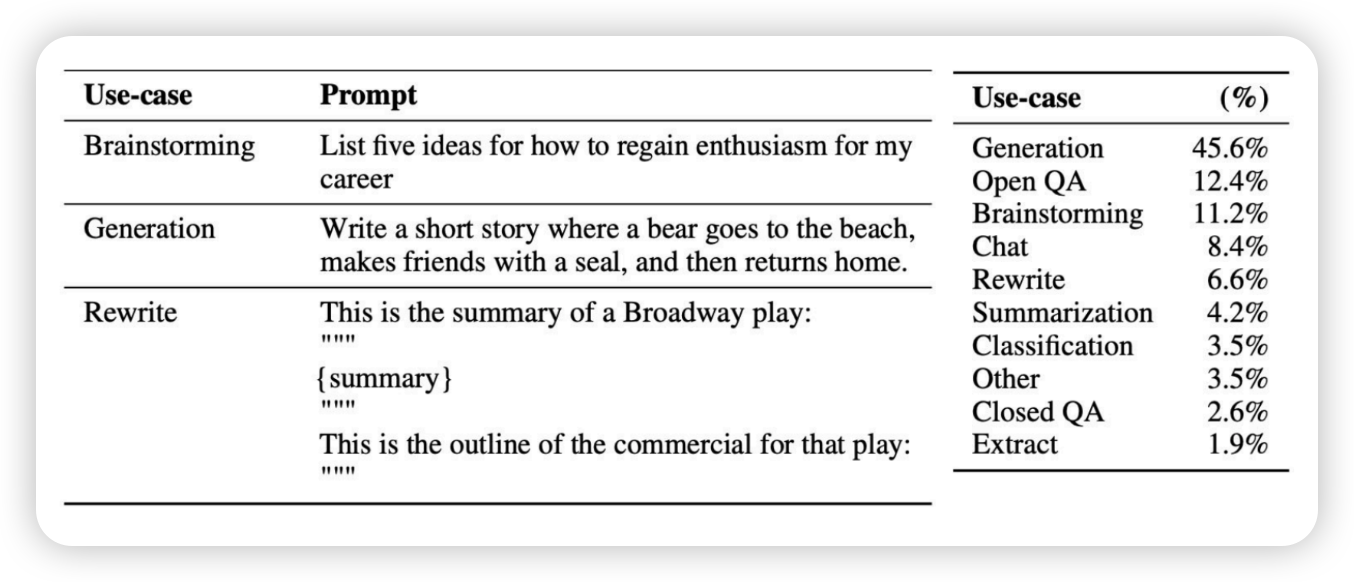 Use-case Prompt
Brainstorming List five ideas for how to regain enthusiasm for my
career
Generation Write a short story where a bear goes to the beach,
makes friends with a seal, and then returns home.
Rewrite This is the summary of a Broadway play:
"""
{summary}
"""
This is the outline of the commercial for that play:
"""
Use-case (%)
Generation 45.6%
Open QA 12.4%
Brainstorming 11.2%
Chat 8.4%
Rewrite 6.6%
Summarization 4.2%
Classification 3.5%
Other 3.5%
Closed QA 2.6%
Extract 1.9%